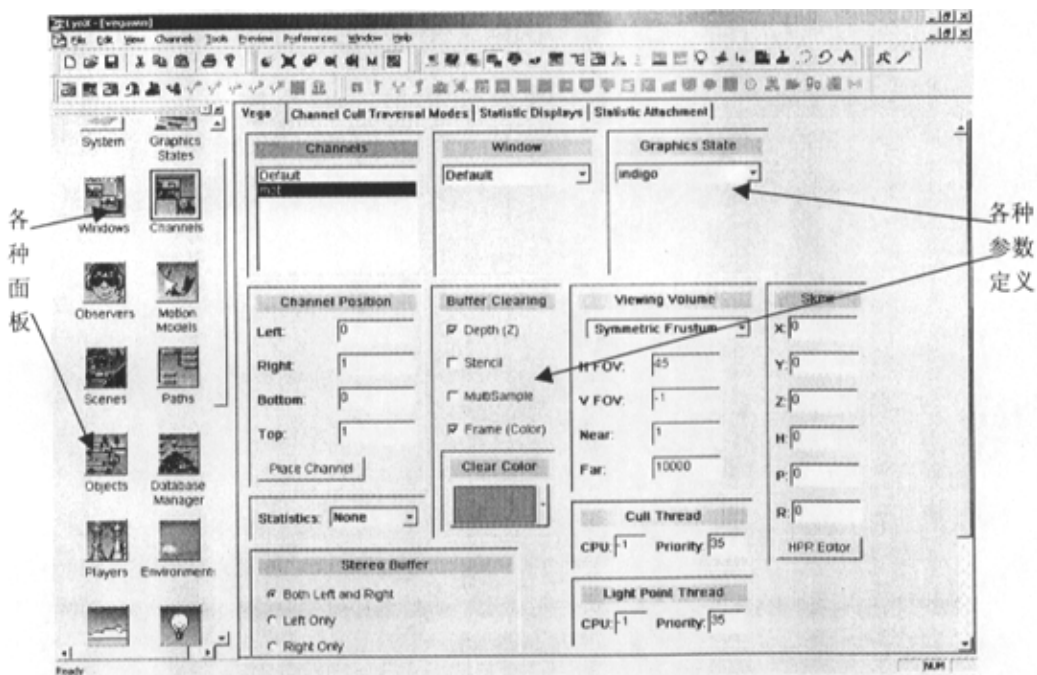 LynX - [vegawin]
File Edit View Channels Tools Preview Preferences Window Help
Vega Channel Cull Traversal Modes Statistic Displays Statistic Attachment
System
Graphics States
Windows
Channels
Observers
Motion Models
Scenes
Paths
Objects
Database Manager
Players
Environments
各种面板
Channels
Default
Window
Default
Graphics State
indigo
各种参数定义
Channel Position
Left: 0
Right: 1
Bottom: 0
Top: 1
Place Channel
Statistics: None
Stereo Buffer
Both Left and Right
Left Only
Right Only
Buffer Clearing
Depth (Z)
Stencil
MultiSample
Frame (Color)
Clear Color
Viewing Volume
Symmetric Frustum
H FOV: 45
V FOV: -1
Near: 1
Far: 10000
Cull Thread
CPU: -1 Priority: 35
Light Point Thread
CPU: -1 Priority: 35
Skew
X: 0
Y: 0
Z: 0
H: 0
P: 0
R: 0
HPR Editor
Ready
NUM